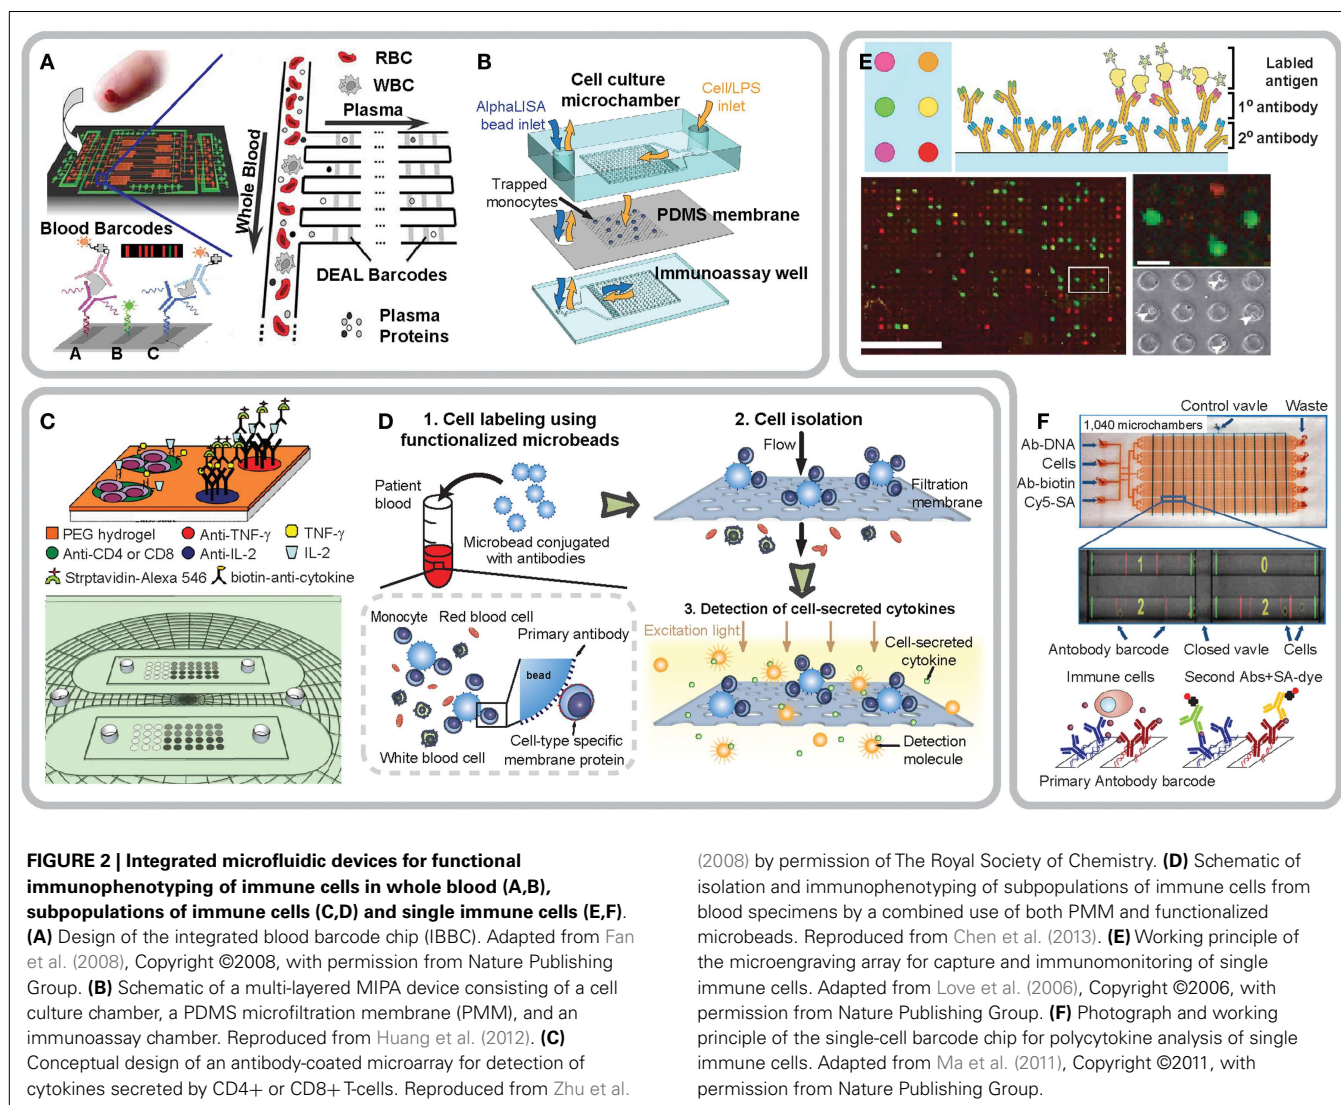 A
RBC
WBC
Plasma
Whole Blood
Blood Barcodes
DEAL Barcodes
Plasma
Proteins
A B C
B
Cell culture
microchamber
AlphaLISA
bead inlet
Cell/LPS
inlet
Trapped
monocytes
PDMS membrane
Immunoassay well
E
Labled
antigen
1º antibody
2º antibody
C
PEG hydrogel
Anti-TNF-γ
TNF-γ
Anti-CD4 or CD8
Anti-IL-2
IL-2
Strptavidin-Alexa 546
biotin-anti-cytokine
D
1. Cell labeling using
functionalized microbeads
Patient
blood
Microbead conjugated
with antibodies
Monocyte
Red blood cell
Primary antibody
bead
Cell-type specific
membrane protein
White blood cell
2. Cell isolation
Flow
Filtration
membrane
3. Detection of cell-secreted cytokines
Excitation light
Cell-secreted
cytokine
Detection
molecule
F
Control vavle
Waste
1,040 microchambers
Ab-DNA
Cells
Ab-biotin
Cy5-SA
1 0
2 2
Antobody barcode
Closed vavle
Cells
Immune cells
Second Abs+SA-dye
Primary Antobody barcode
FIGURE 2 | Integrated microfluidic devices for functional
immunophenotyping of immune cells in whole blood (A,B),
subpopulations of immune cells (C,D) and single immune cells (E,F).
(A) Design of the integrated blood barcode chip (IBBC). Adapted from Fan
et al. (2008), Copyright ©2008, with permission from Nature Publishing
Group. (B) Schematic of a multi-layered MIPA device consisting of a cell
culture chamber, a PDMS microfiltration membrane (PMM), and an
immunoassay chamber. Reproduced from Huang et al. (2012). (C)
Conceptual design of an antibody-coated microarray for detection of
cytokines secreted by CD4+ or CD8+ T-cells. Reproduced from Zhu et al.
(2008) by permission of The Royal Society of Chemistry. (D) Schematic of
isolation and immunophenotyping of subpopulations of immune cells from
blood specimens by a combined use of both PMM and functionalized
microbeads. Reproduced from Chen et al. (2013). (E) Working principle of
the microengraving array for capture and immunomonitoring of single
immune cells. Adapted from Love et al. (2006), Copyright ©2006, with
permission from Nature Publishing Group. (F) Photograph and working
principle of the single-cell barcode chip for polycytokine analysis of single
immune cells. Adapted from Ma et al. (2011), Copyright ©2011, with
permission from Nature Publishing Group.